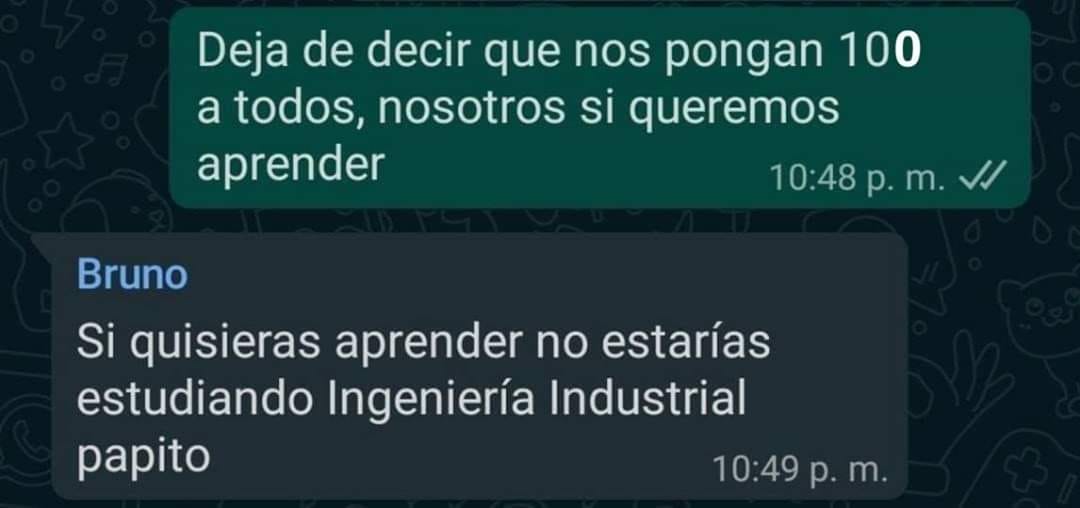 Deja de decir que nos pongan 100
a todos, nosotros si queremos
aprender
10:48 p. m.
Bruno
Si quisieras aprender no estarías
estudiando Ingeniería Industrial
papito
10:49 p. m.